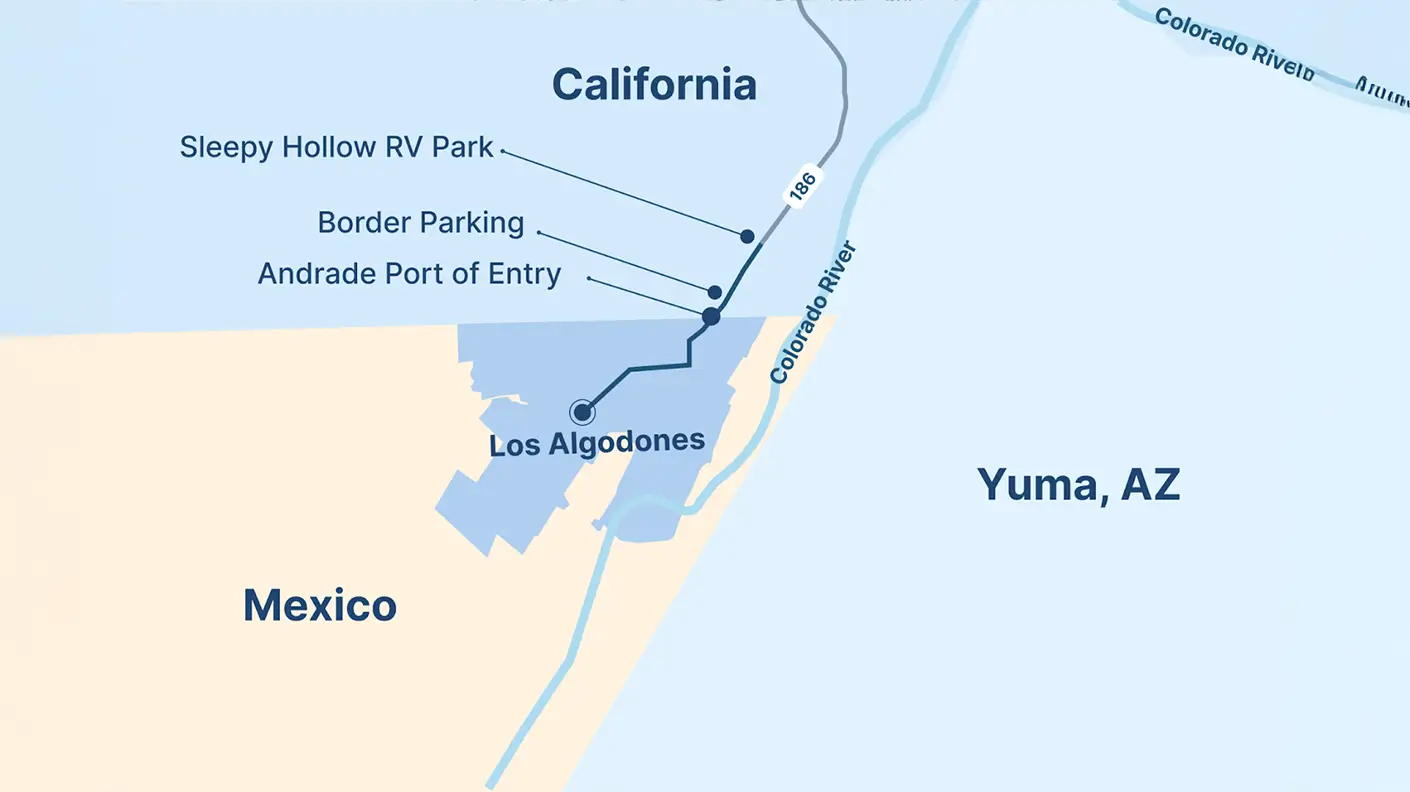 California
Colorado River
Sleepy Hollow RV Park
186
Border Parking
Andrade Port of Entry
Colorado River
Los Algodones
Yuma, AZ
Mexico